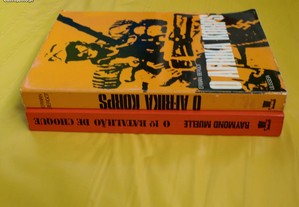 O AFRIKA KORPS
O AFRIKA KORPS
RAYMOND MUELLE
O 1º BATALHÃO DE CHOQUE